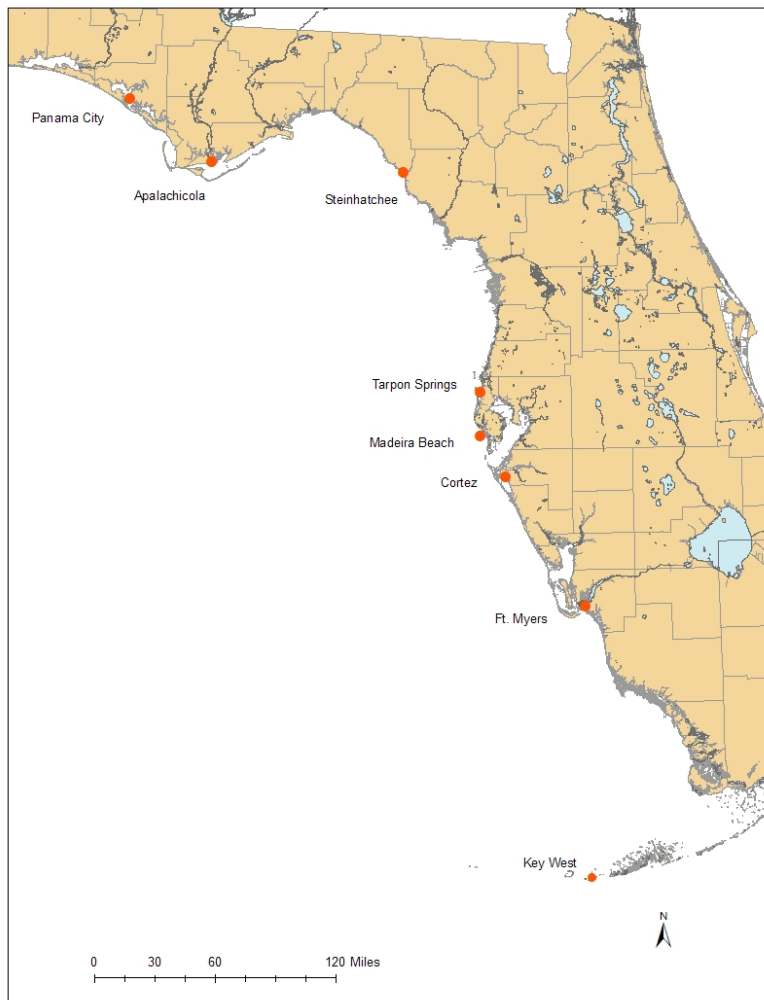 Panama City
Apalachicola
Steinhatchee
Tarpon Springs
Madeira Beach
Cortez
Ft. Myers
Key West
N
0 30 60 120 Miles